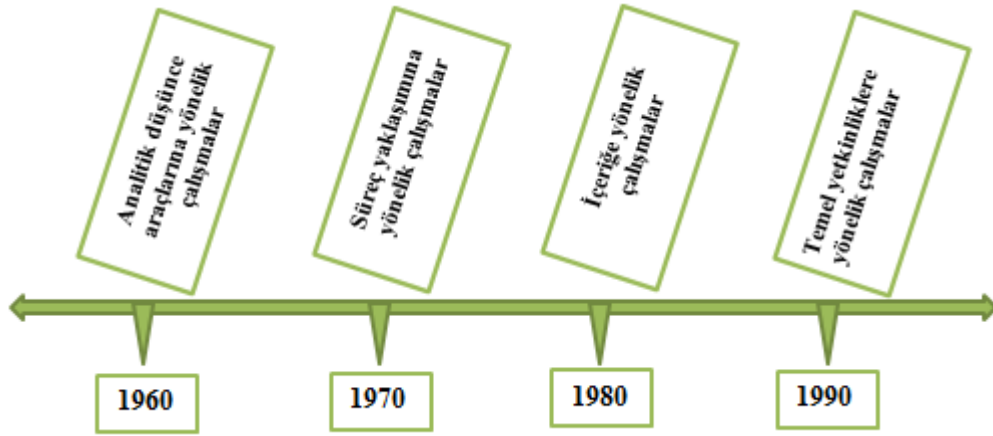 Analitik düşünce
araçlarına yönelik
çalışmalar
Süreç yaklaşımına
yönelik çalışmalar
İçeriğe yönelik
çalışmalar
Temel yetkinliklere
yönelik çalışmalar
1960
1970
1980
1990